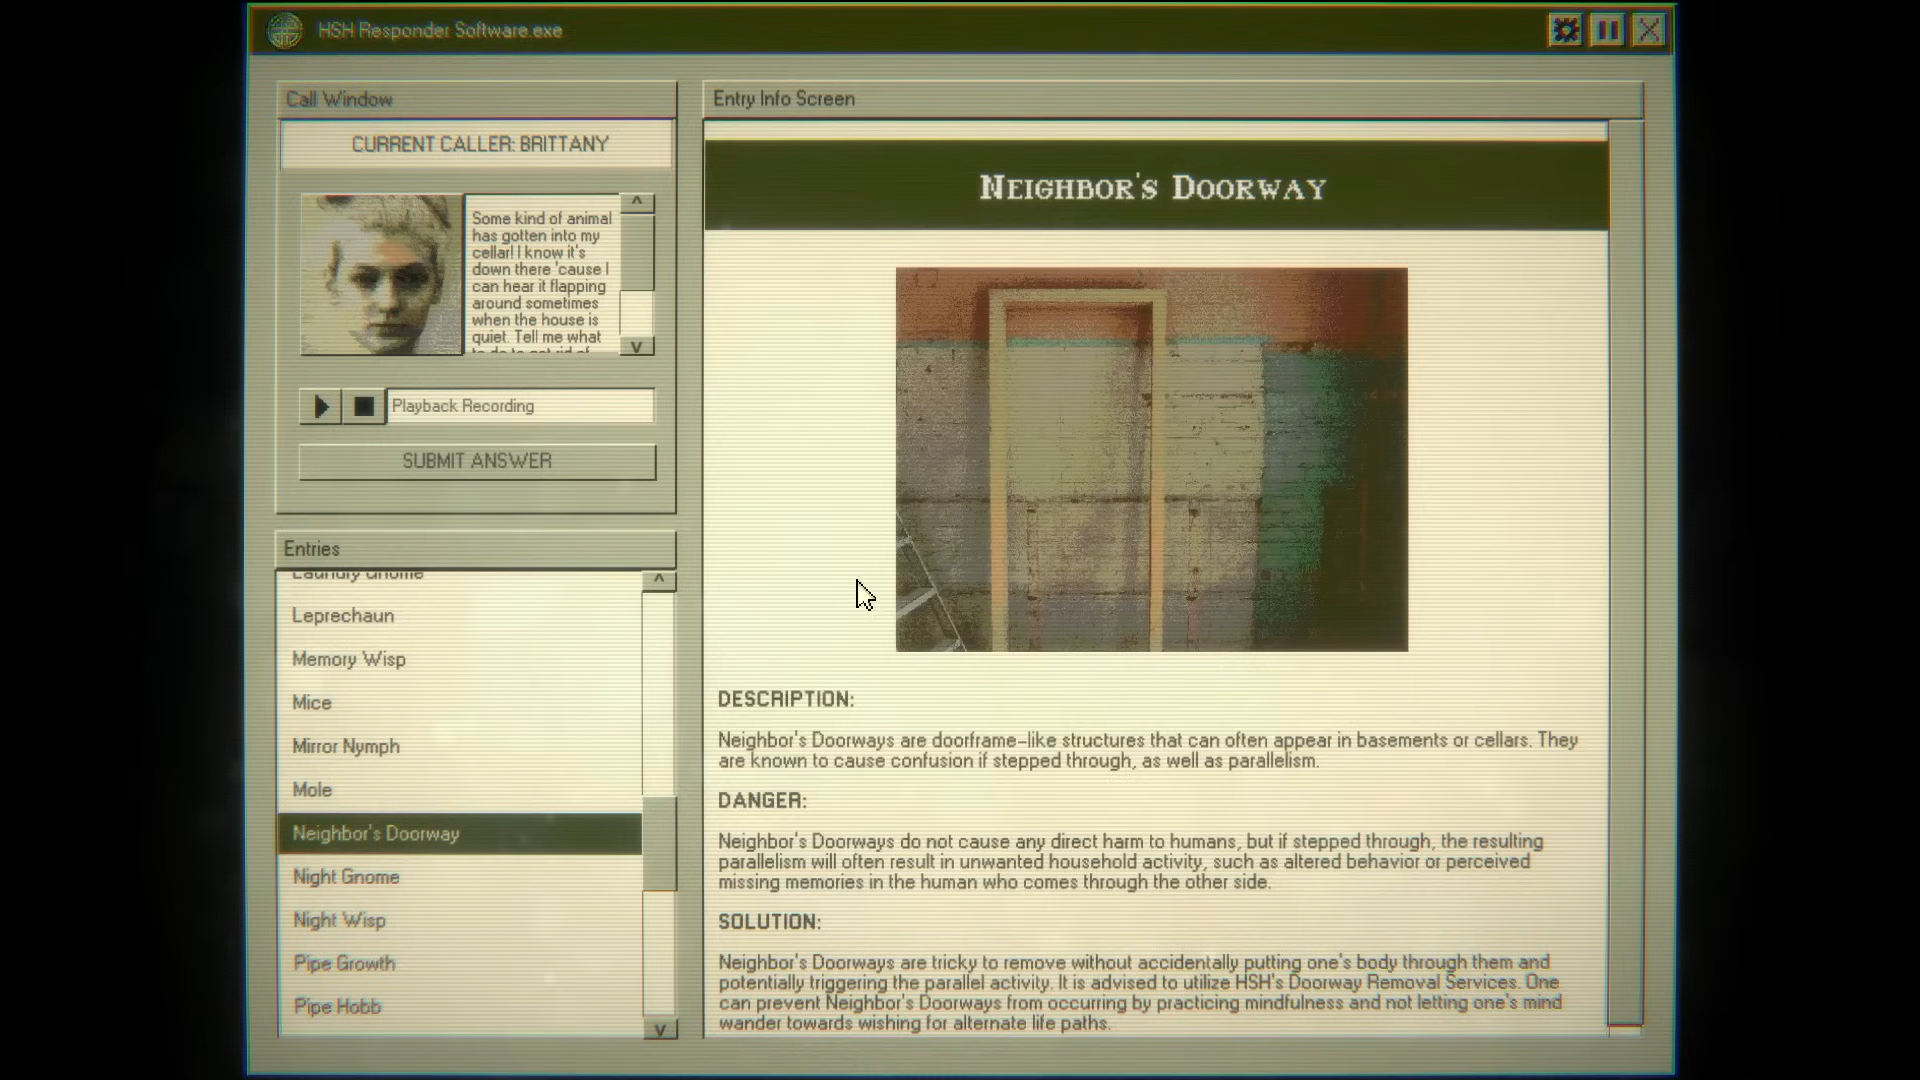 HSH Responder Software.exe
Call Window
CURRENT CALLER: BRITTANY
Some kind of animal
has gotten into my
cellar! I know it's
down there 'cause I
can hear it flapping
around sometimes
when the house is
quiet. Tell me what
to do to get rid of
Playback Recording
SUBMIT ANSWER
Entries
Laundry Gnome
Leprechaun
Memory Wisp
Mice
Mirror Nymph
Mole
Neighbor's Doorway
Night Gnome
Night Wisp
Pipe Growth
Pipe Hobb
Entry Info Screen
Neighbor's Doorway
DESCRIPTION:
Neighbor's Doorways are doorframe-like structures that can often appear in basements or cellars. They
are known to cause confusion if stepped through, as well as parallelism.
DANGER:
Neighbor's Doorways do not cause any direct harm to humans, but if stepped through, the resulting
parallelism will often result in unwanted household activity, such as altered behavior or perceived
missing memories in the human who comes through the other side.
SOLUTION:
Neighbor's Doorways are tricky to remove without accidentally putting one's body through them and
potentially triggering the parallel activity. It is advised to utilize HSH's Doorway Removal Services. One
can prevent Neighbor's Doorways from occurring by practicing mindfulness and not letting one's mind
wander towards wishing for alternate life paths.